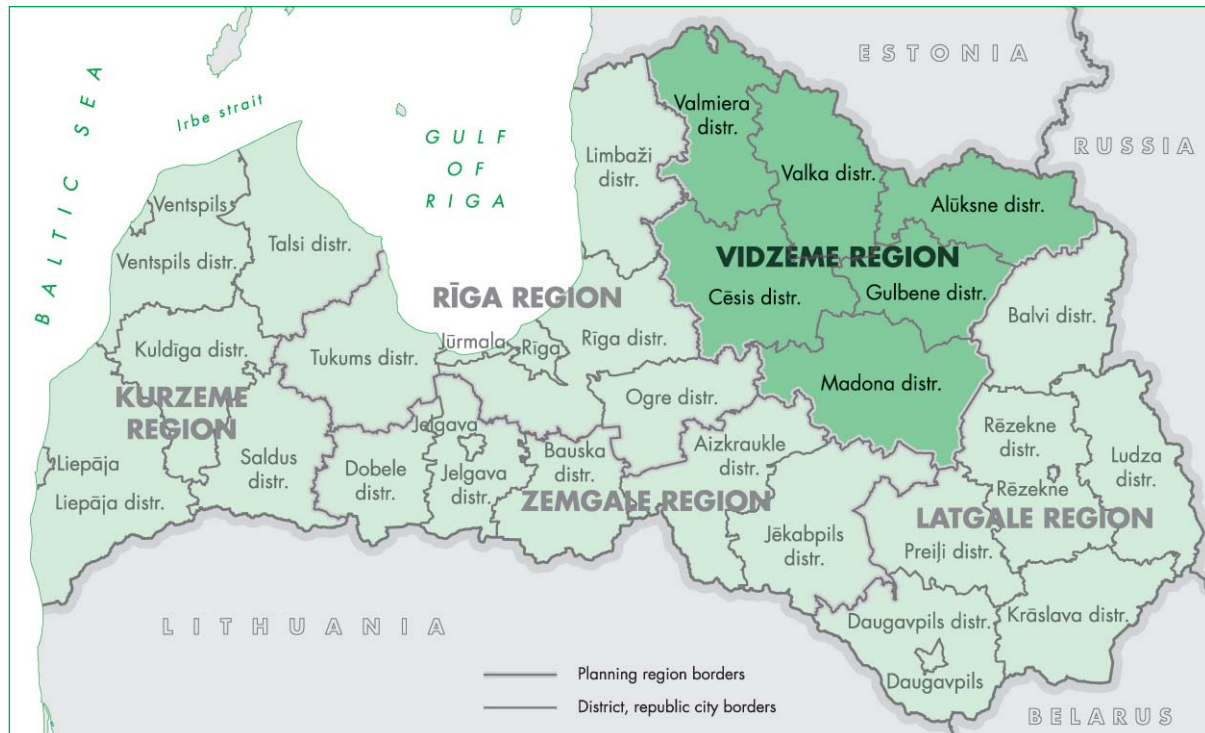 ESTONIA
BALTIC SEA
Irbe strait
GULF
OF
RIGA
Valmiera
distr.
RUSSIA
Limbaži
distr.
Valka distr.
Alūksne distr.
Ventspils
Talsi distr.
Ventspils distr.
VIDZEME REGION
RĪGA REGION
Cēsis distr.
Gulbene distr.
Balvi distr.
Jūrmala
Rīga
Rīga distr.
Kuldīga distr.
Tukums distr.
Madona distr.
KURZEME
REGION
Ogre distr.
Jelgava
Aizkraukle
distr.
Rēzekne
distr.
Ludza
distr.
Liepāja
Saldus
distr.
Dobele
distr.
Jelgava
distr.
Bauska
distr.
Liepāja distr.
ZEMGALE REGION
Rēzekne
LATGALE REGION
Jēkabpils
distr.
Preiļi distr.
LITHUANIA
Daugavpils distr.
Krāslava distr.
Daugavpils
Planning region borders
District, republic city borders
BELARUS